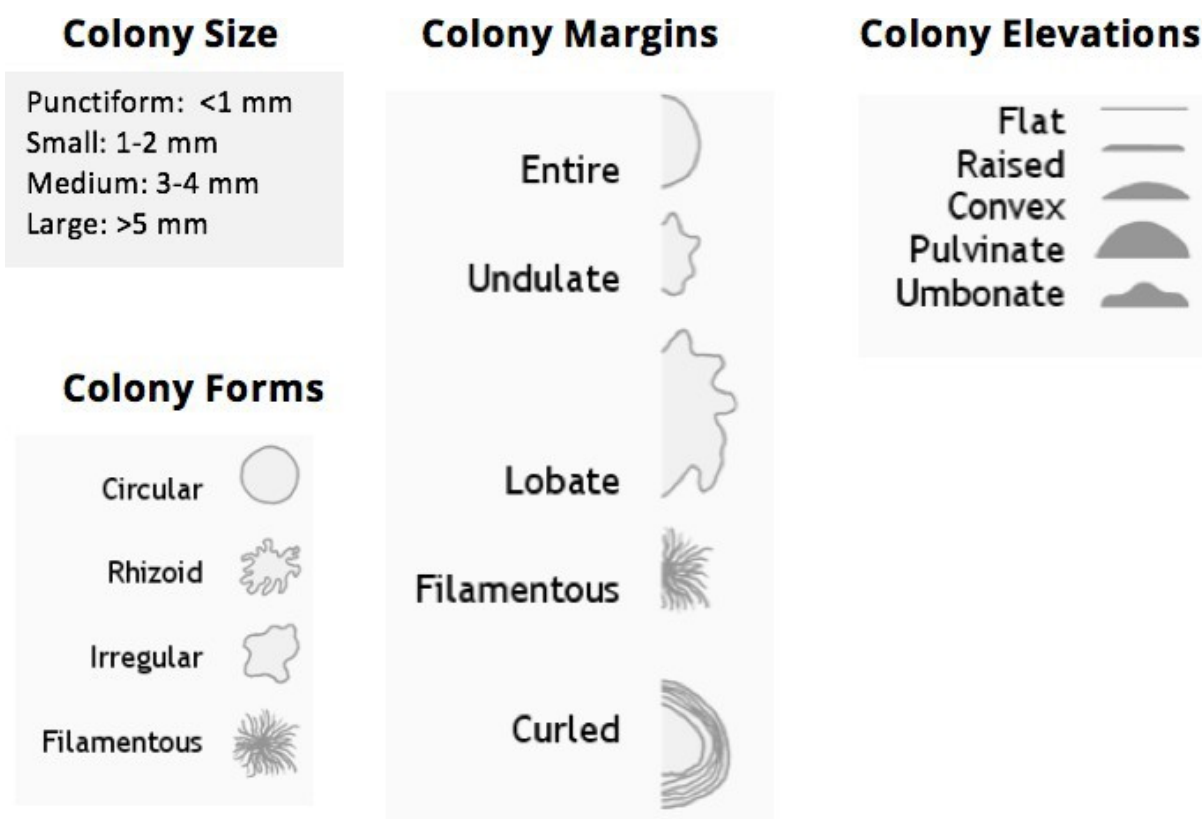 Colony Size
Punctiform: <1 mm
Small: 1-2 mm
Medium: 3-4 mm
Large: >5 mm
Colony Forms
Circular
Rhizoid
Irregular
Filamentous
Colony Margins
Entire
Undulate
Lobate
Filamentous
Curled
Colony Elevations
Flat
Raised
Convex
Pulvinate
Umbonate